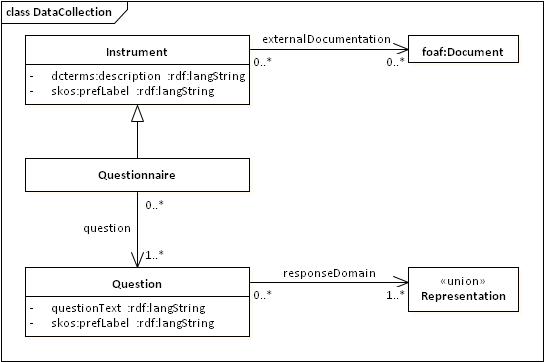 class DataCollection
Instrument
- dcterms:description :rdf:langString
- skos:prefLabel :rdf:langString
externalDocumentation
0..*
0..*
foaf:Document
Questionnaire
0..*
question
1..*
Question
- questionText :rdf:langString
- skos:prefLabel :rdf:langString
responseDomain
0..*
1..*
«union»
Representation